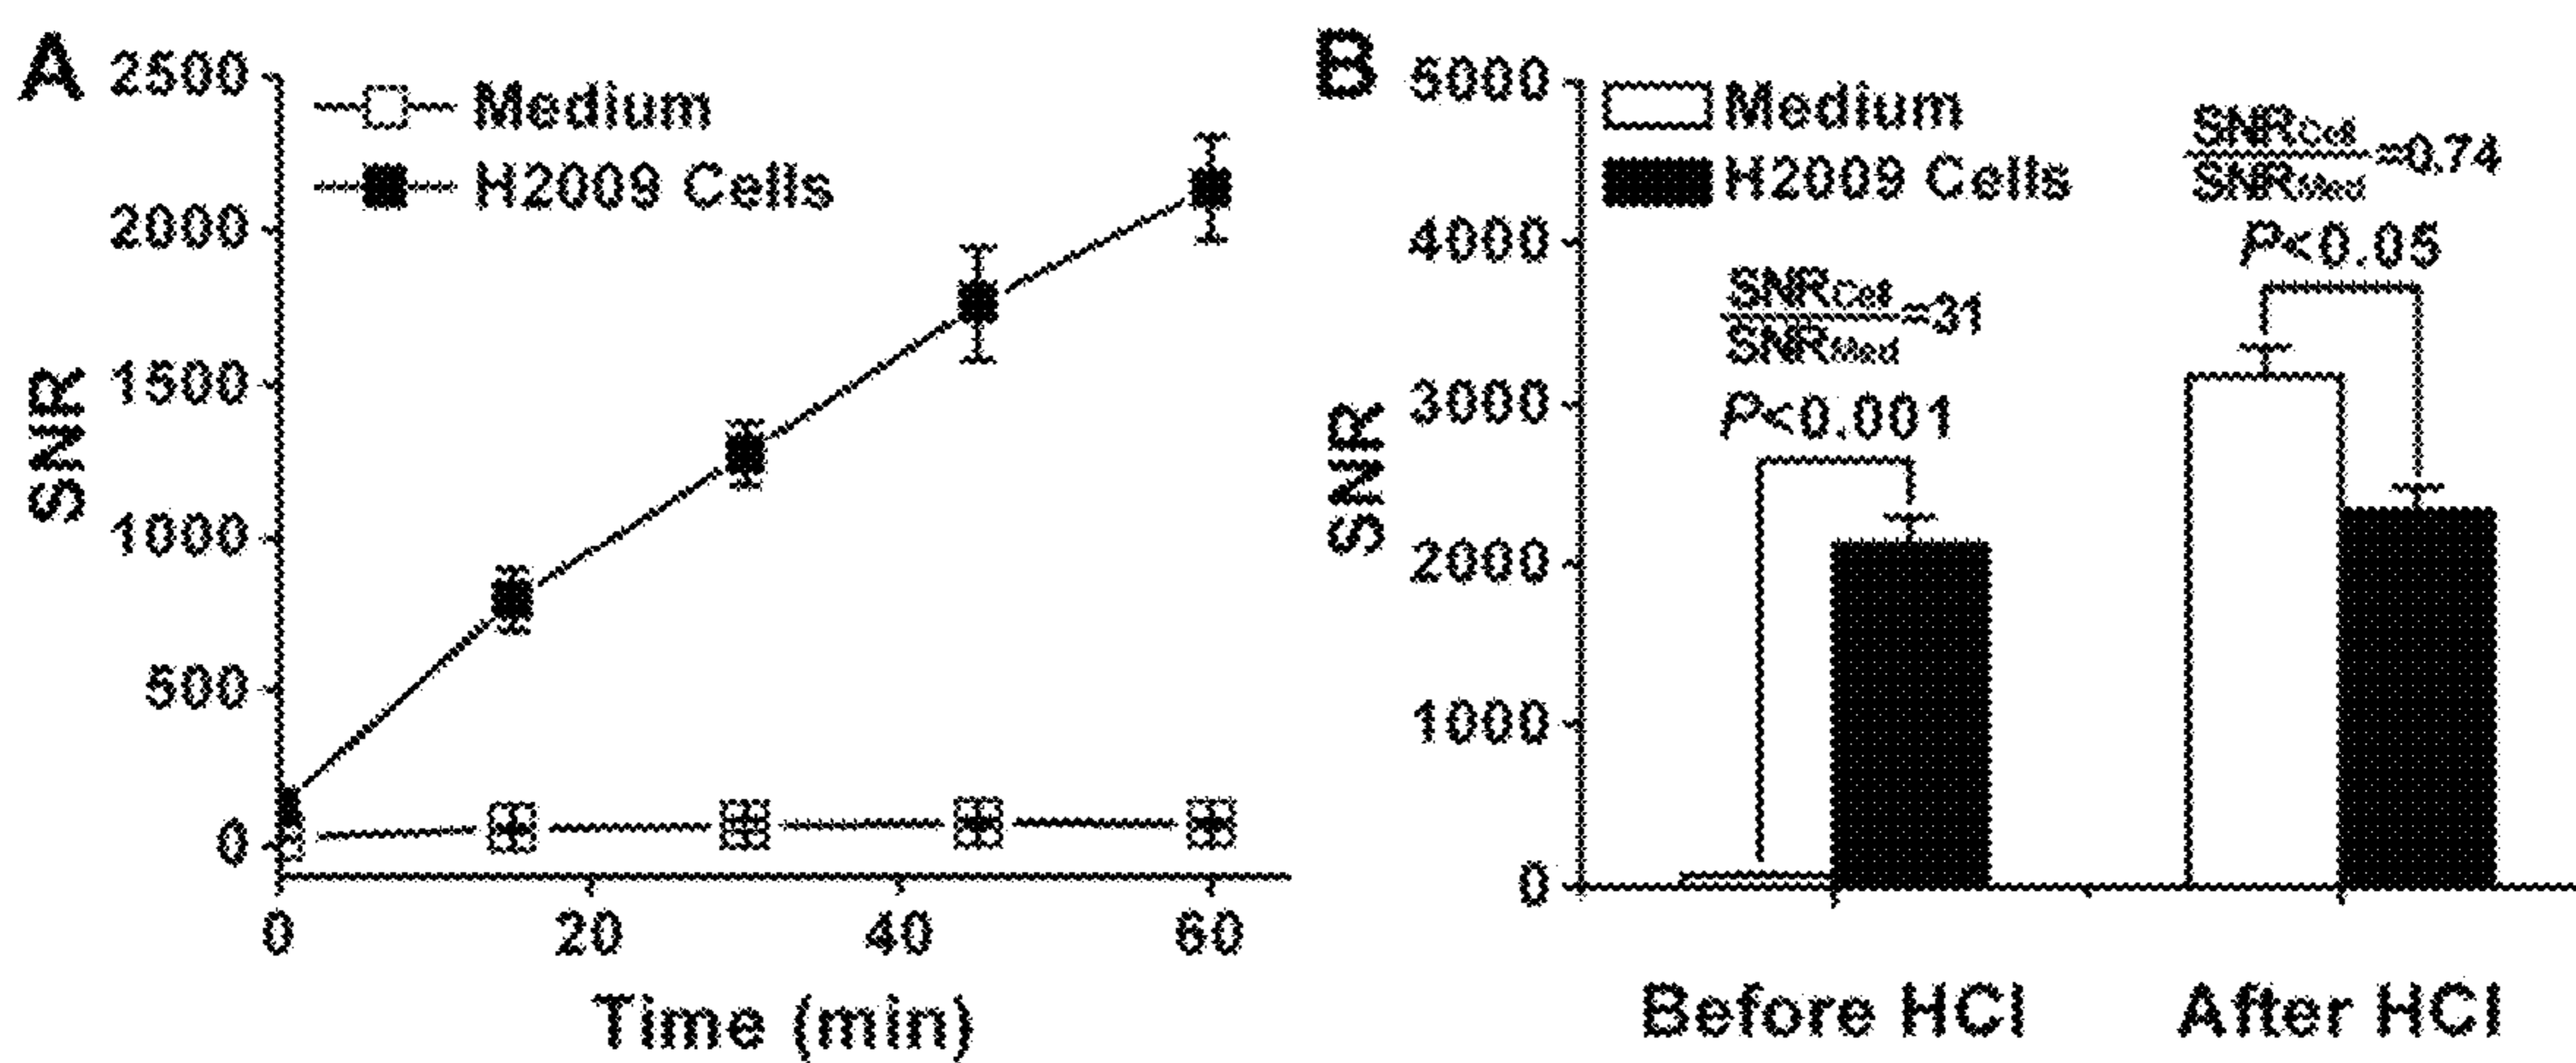 A
2500
2000
1500
1000
500
0
SNR
Medium
H2009 Cells
0 20 40 60
Time (min)
B
5000
4000
3000
2000
1000
0
SNR
Medium
H2009 Cells
SNRCell
SNRMed
=31
P<0.001
SNRCell
SNRMed
=0.74
P<0.05
Before HCl After HCl